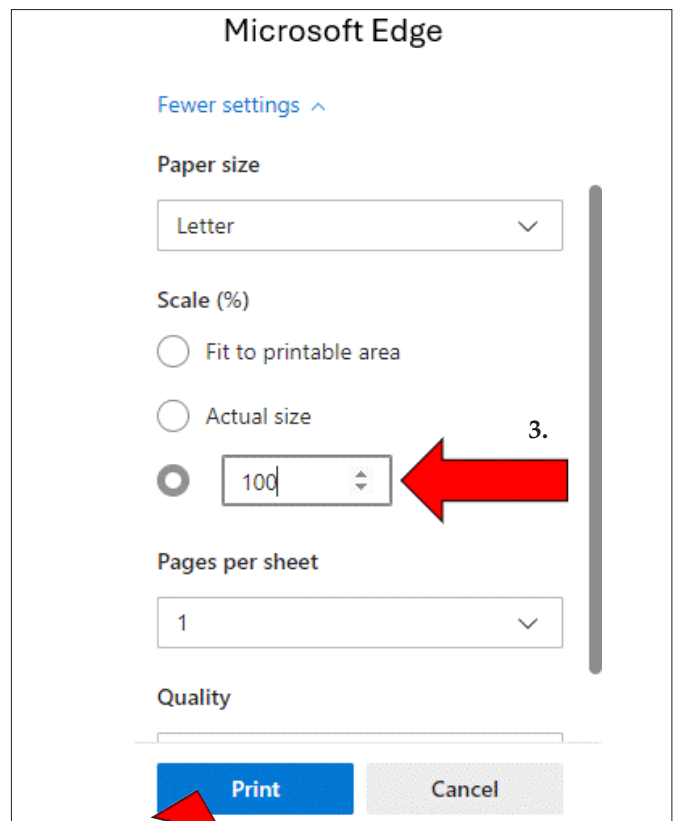 Microsoft Edge
Fewer settings
Paper size
Letter
Scale (%)
Fit to printable area
Actual size
3.
100
Pages per sheet
1
Quality
Print Cancel